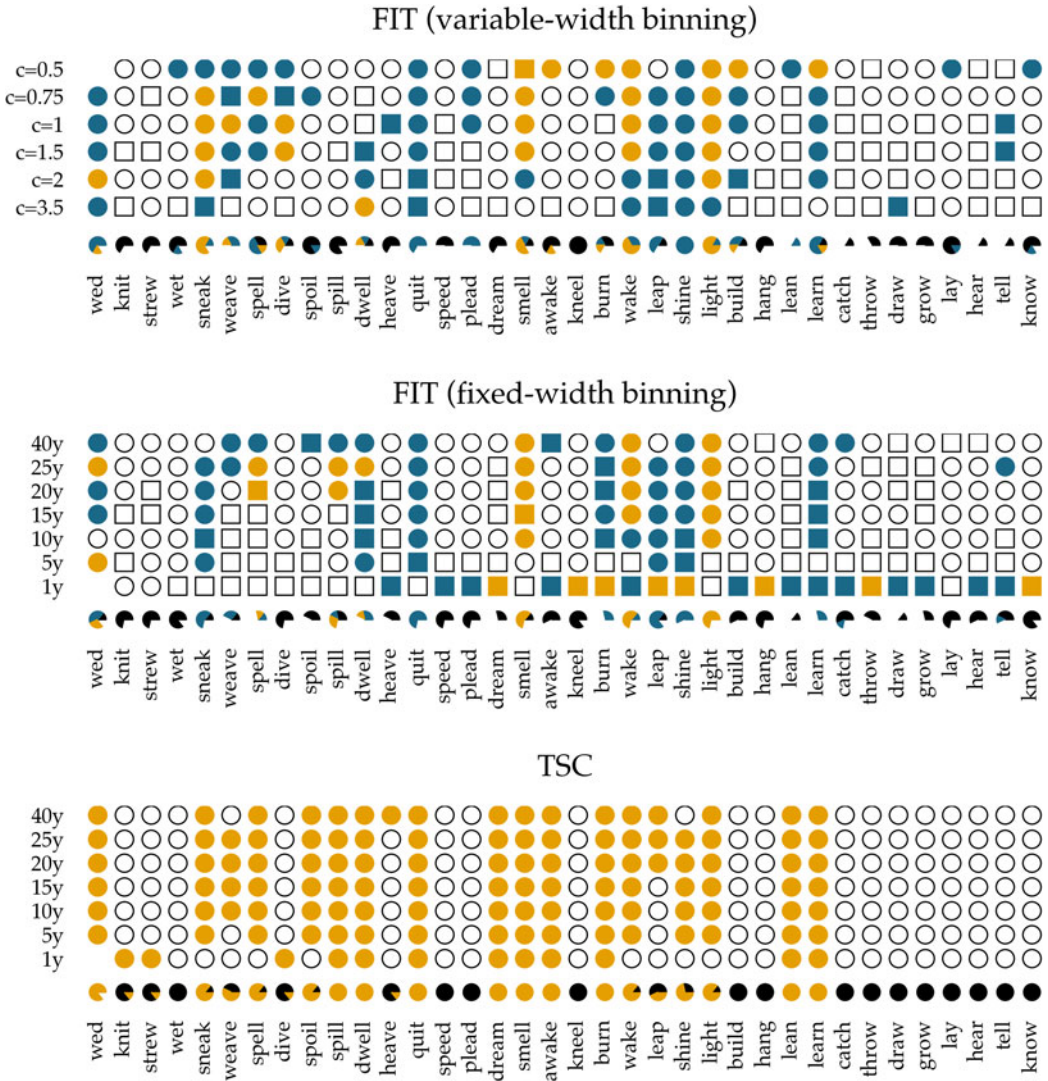 FIT (variable-width binning)
c=0.5
c=0.75
c=1
c=1.5
c=2
c=3.5
wed knit strew wet sneak weave spell dive spoil spill dwell heave quit speed plead dream smell awake kneel burn wake leap shine light build hang lean learn catch throw draw grow lay hear tell know
FIT (fixed-width binning)
40y
25y
20y
15y
10y
5y
1y
wed knit strew wet sneak weave spell dive spoil spill dwell heave quit speed plead dream smell awake kneel burn wake leap shine light build hang lean learn catch throw draw grow lay hear tell know
TSC
40y
25y
20y
15y
10y
5y
1y
wed knit strew wet sneak weave spell dive spoil spill dwell heave quit speed plead dream smell awake kneel burn wake leap shine light build hang lean learn catch throw draw grow lay hear tell know